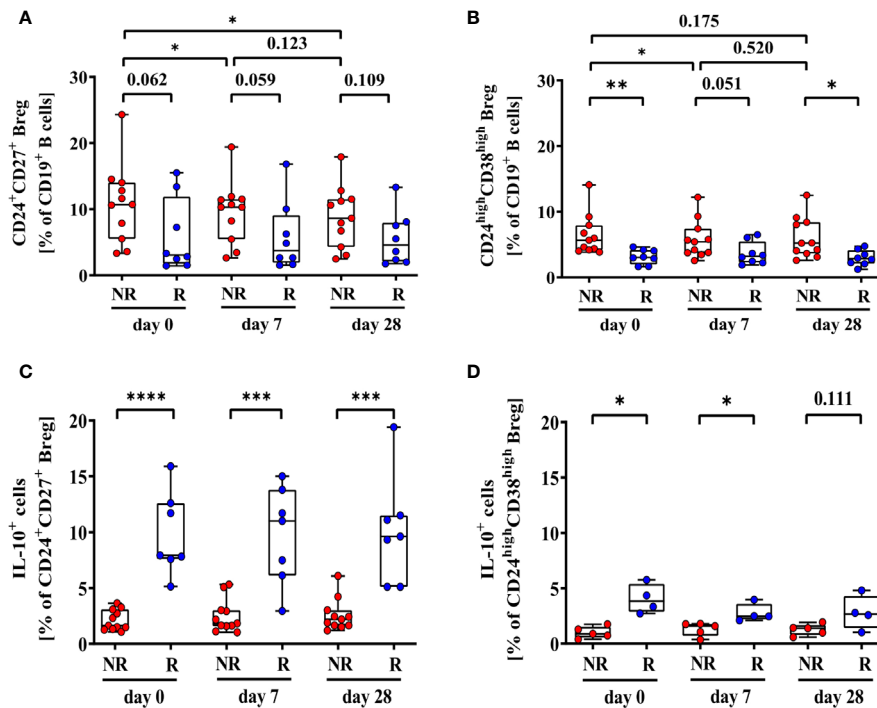 A
*
*
0.123
0.062
0.059
0.109
30
20
10
0
CD24⁺CD27⁺ Breg
[% of CD19⁺ B cells]
NR R NR R NR R
day 0 day 7 day 28
B
0.175
*
0.520
**
0.051
*
30
20
10
0
CD24ʰⁱᵍʰCD38ʰⁱᵍʰ Breg
[% of CD19⁺ B cells]
NR R NR R NR R
day 0 day 7 day 28
C
**** *** ***
20
15
10
5
0
IL-10⁺ cells
[% of CD24⁺CD27⁺ Breg]
NR R NR R NR R
day 0 day 7 day 28
D
* * 0.111
20
15
10
5
0
IL-10⁺ cells
[% of CD24ʰⁱᵍʰCD38ʰⁱᵍʰ Breg]
NR R NR R NR R
day 0 day 7 day 28